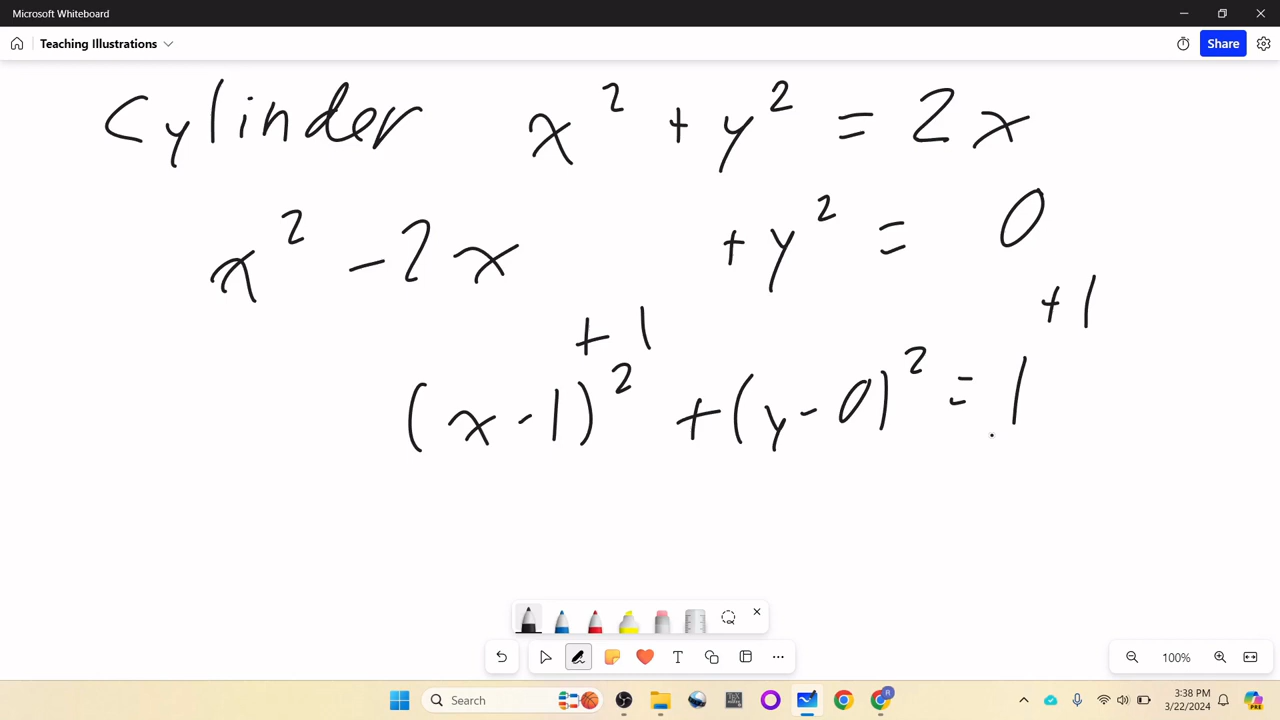 Microsoft Whiteboard
Teaching Illustrations
Share
Cylinder x² + y² = 2x
x² - 2x + y² = 0
+ 1 + 1
(x - 1)² + (y - 0)² = 1
100%
Search
3:38 PM
3/22/2024